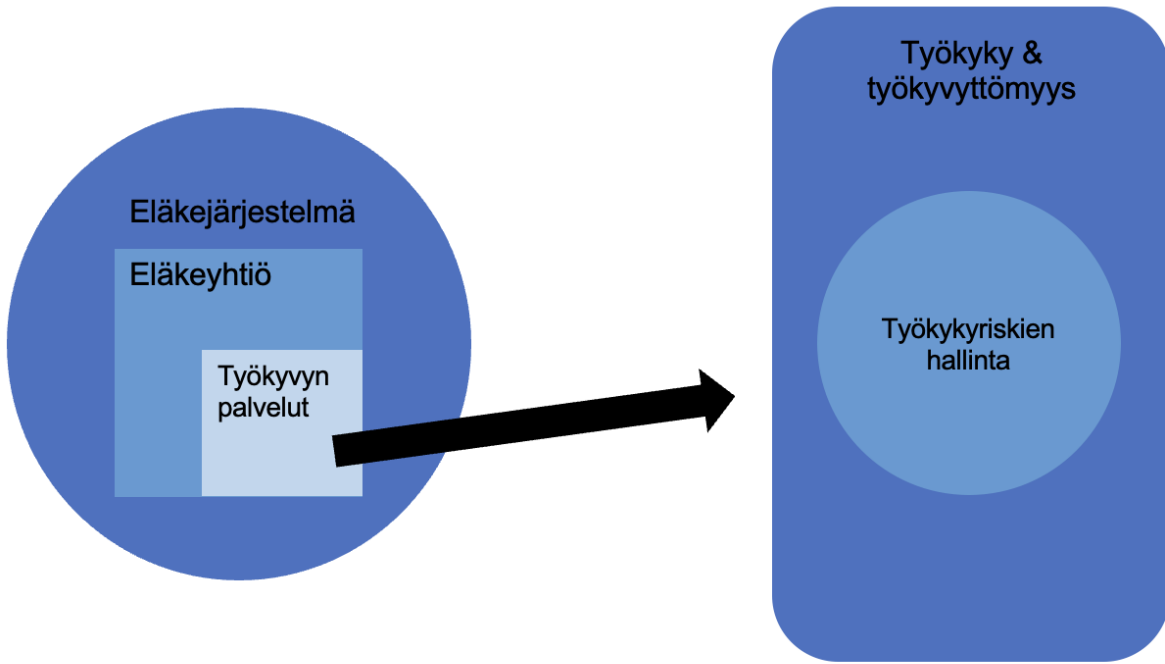 Eläkejärjestelmä
Eläkeyhtiö
Työkyvyn
palvelut
Työkyky &
työkyvyttömyys
Työkykyriskien
hallinta